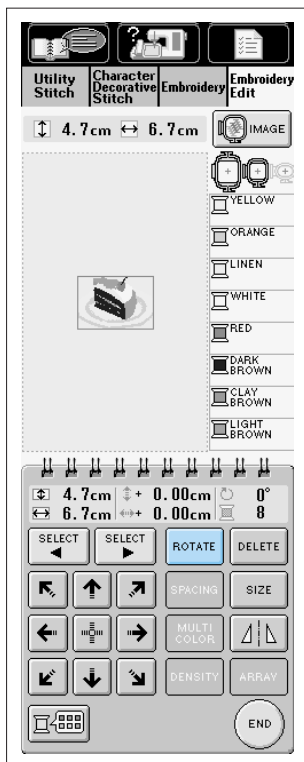 Utility Stitch
Character Decorative Stitch
Embroidery
Embroidery Edit
4.7cm 6.7cm
IMAGE
YELLOW
ORANGE
LINEN
WHITE
RED
DARK BROWN
CLAY BROWN
LIGHT BROWN
4.7cm + 0.00cm 0°
6.7cm + 0.00cm 8
SELECT SELECT ROTATE DELETE
SPACING SIZE
MULTI COLOR
DENSITY ARRAY
END